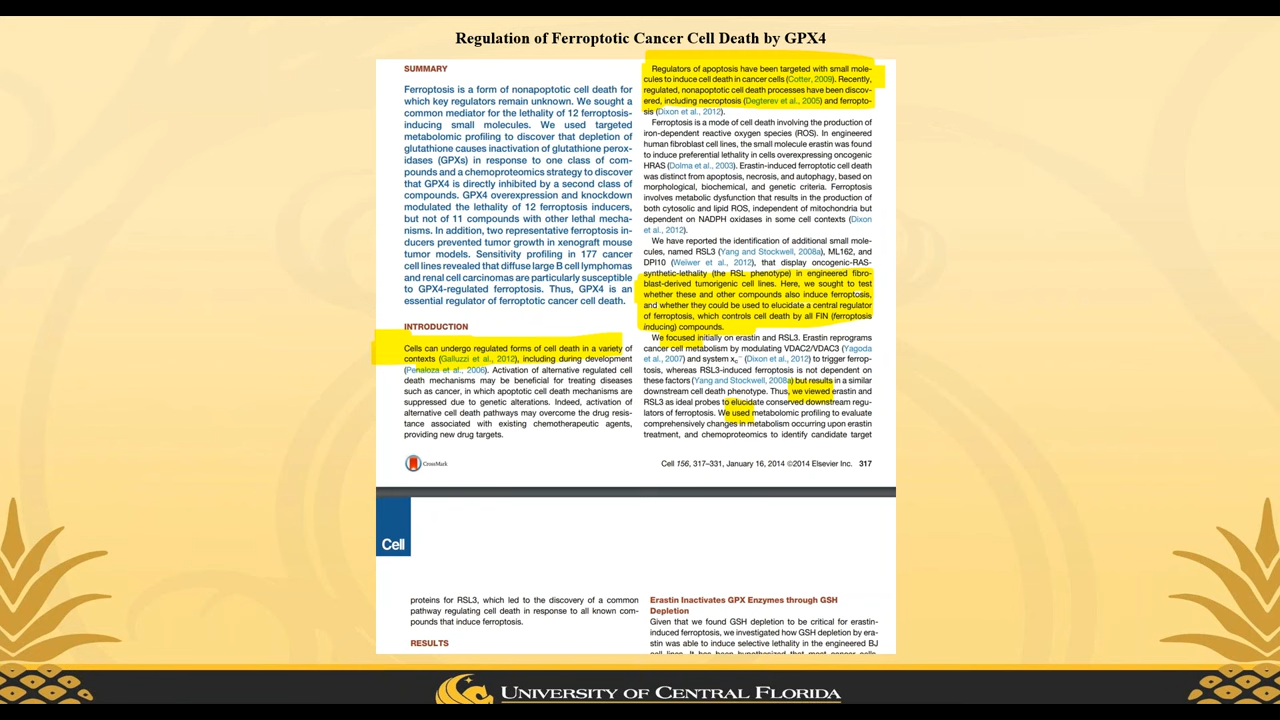 Regulation of Ferroptotic Cancer Cell Death by GPX4
SUMMARY
Ferroptosis is a form of nonapoptotic cell death for
which key regulators remain unknown. We sought a
common mediator for the lethality of 12 ferroptosis-
inducing small molecules. We used targeted
metabolomic profiling to discover that depletion of
glutathione causes inactivation of glutathione perox-
idases (GPXs) in response to one class of com-
pounds and a chemoproteomics strategy to discover
that GPX4 is directly inhibited by a second class of
compounds. GPX4 overexpression and knockdown
modulated the lethality of 12 ferroptosis inducers,
but not of 11 compounds with other lethal mecha-
nisms. In addition, two representative ferroptosis in-
ducers prevented tumor growth in xenograft mouse
tumor models. Sensitivity profiling in 177 cancer
cell lines revealed that diffuse large B cell lymphomas
and renal cell carcinomas are particularly susceptible
to GPX4-regulated ferroptosis. Thus, GPX4 is an
essential regulator of ferroptotic cancer cell death.
INTRODUCTION
Cells can undergo regulated forms of cell death in a variety of
contexts (Galluzzi et al., 2012), including during development
(Penaloza et al., 2006). Activation of alternative regulated cell
death mechanisms may be beneficial for treating diseases
such as cancer, in which apoptotic cell death mechanisms are
suppressed due to genetic alterations. Indeed, activation of
alternative cell death pathways may overcome the drug resis-
tance associated with existing chemotherapeutic agents,
providing new drug targets.
Regulators of apoptosis have been targeted with small mole-
cules to induce cell death in cancer cells (Cotter, 2009). Recently,
regulated, nonapoptotic cell death processes have been discov-
ered, including necroptosis (Degterev et al., 2005) and ferropto-
sis (Dixon et al., 2012).
Ferroptosis is a mode of cell death involving the production of
iron-dependent reactive oxygen species (ROS). In engineered
human fibroblast cell lines, the small molecule erastin was found
to induce preferential lethality in cells overexpressing oncogenic
HRAS (Dolma et al., 2003). Erastin-induced ferroptotic cell death
was distinct from apoptosis, necrosis, and autophagy, based on
morphological, biochemical, and genetic criteria. Ferroptosis
involves metabolic dysfunction that results in the production of
both cytosolic and lipid ROS, independent of mitochondria but
dependent on NADPH oxidases in some cell contexts (Dixon
et al., 2012).
We have reported the identification of additional small mole-
cules, named RSL3 (Yang and Stockwell, 2008a), ML162, and
DPI10 (Weïwer et al., 2012), that display oncogenic-RAS-
synthetic-lethality (the RSL phenotype) in engineered fibro-
blast-derived tumorigenic cell lines. Here, we sought to test
whether these and other compounds also induce ferroptosis,
and whether they could be used to elucidate a central regulator
of ferroptosis, which controls cell death by all FIN (ferroptosis
inducing) compounds.
We focused initially on erastin and RSL3. Erastin reprograms
cancer cell metabolism by modulating VDAC2/VDAC3 (Yagoda
et al., 2007) and system xc− (Dixon et al., 2012) to trigger ferrop-
tosis, whereas RSL3-induced ferroptosis is not dependent on
these factors (Yang and Stockwell, 2008a) but results in a similar
downstream cell death phenotype. Thus, we viewed erastin and
RSL3 as ideal probes to elucidate conserved downstream regu-
lators of ferroptosis. We used metabolomic profiling to evaluate
comprehensively changes in metabolism occurring upon erastin
treatment, and chemoproteomics to identify candidate target
CrossMark
Cell 156, 317–331, January 16, 2014 ©2014 Elsevier Inc. 317
Cell
proteins for RSL3, which led to the discovery of a common
pathway regulating cell death in response to all known com-
pounds that induce ferroptosis.
RESULTS
Erastin Inactivates GPX Enzymes through GSH
Depletion
Given that we found GSH depletion to be critical for erastin-
induced ferroptosis, we investigated how GSH depletion by era-
stin was able to induce selective lethality in the engineered BJ
cell lines. It has been hypothesized that most cancer cells,
UNIVERSITY OF CENTRAL FLORIDA